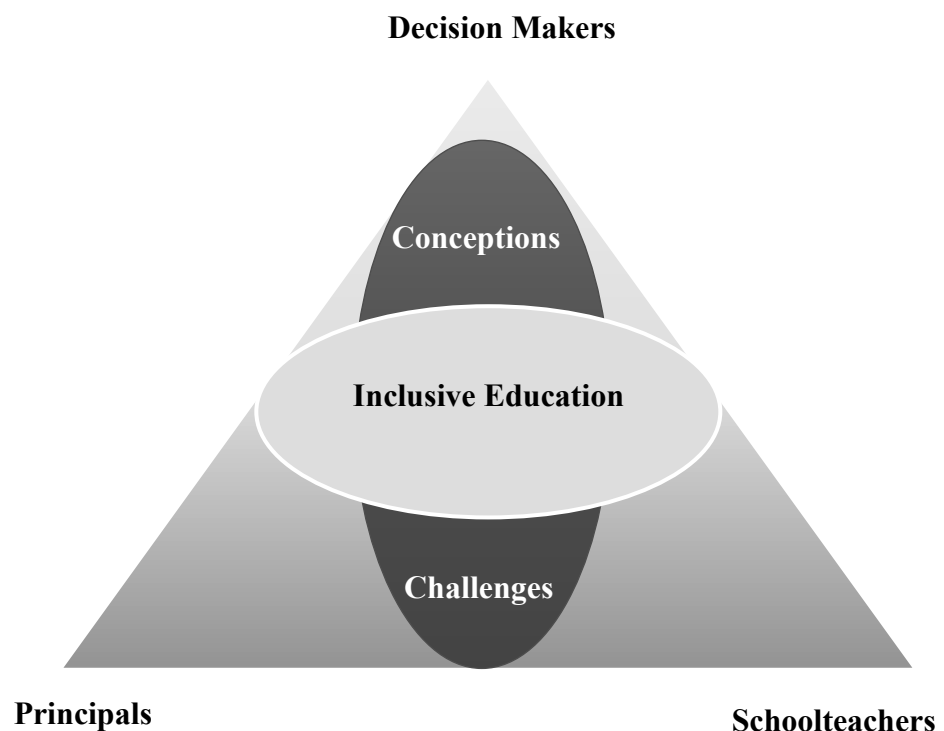 Decision Makers
Conceptions
Inclusive Education
Challenges
Principals
Schoolteachers